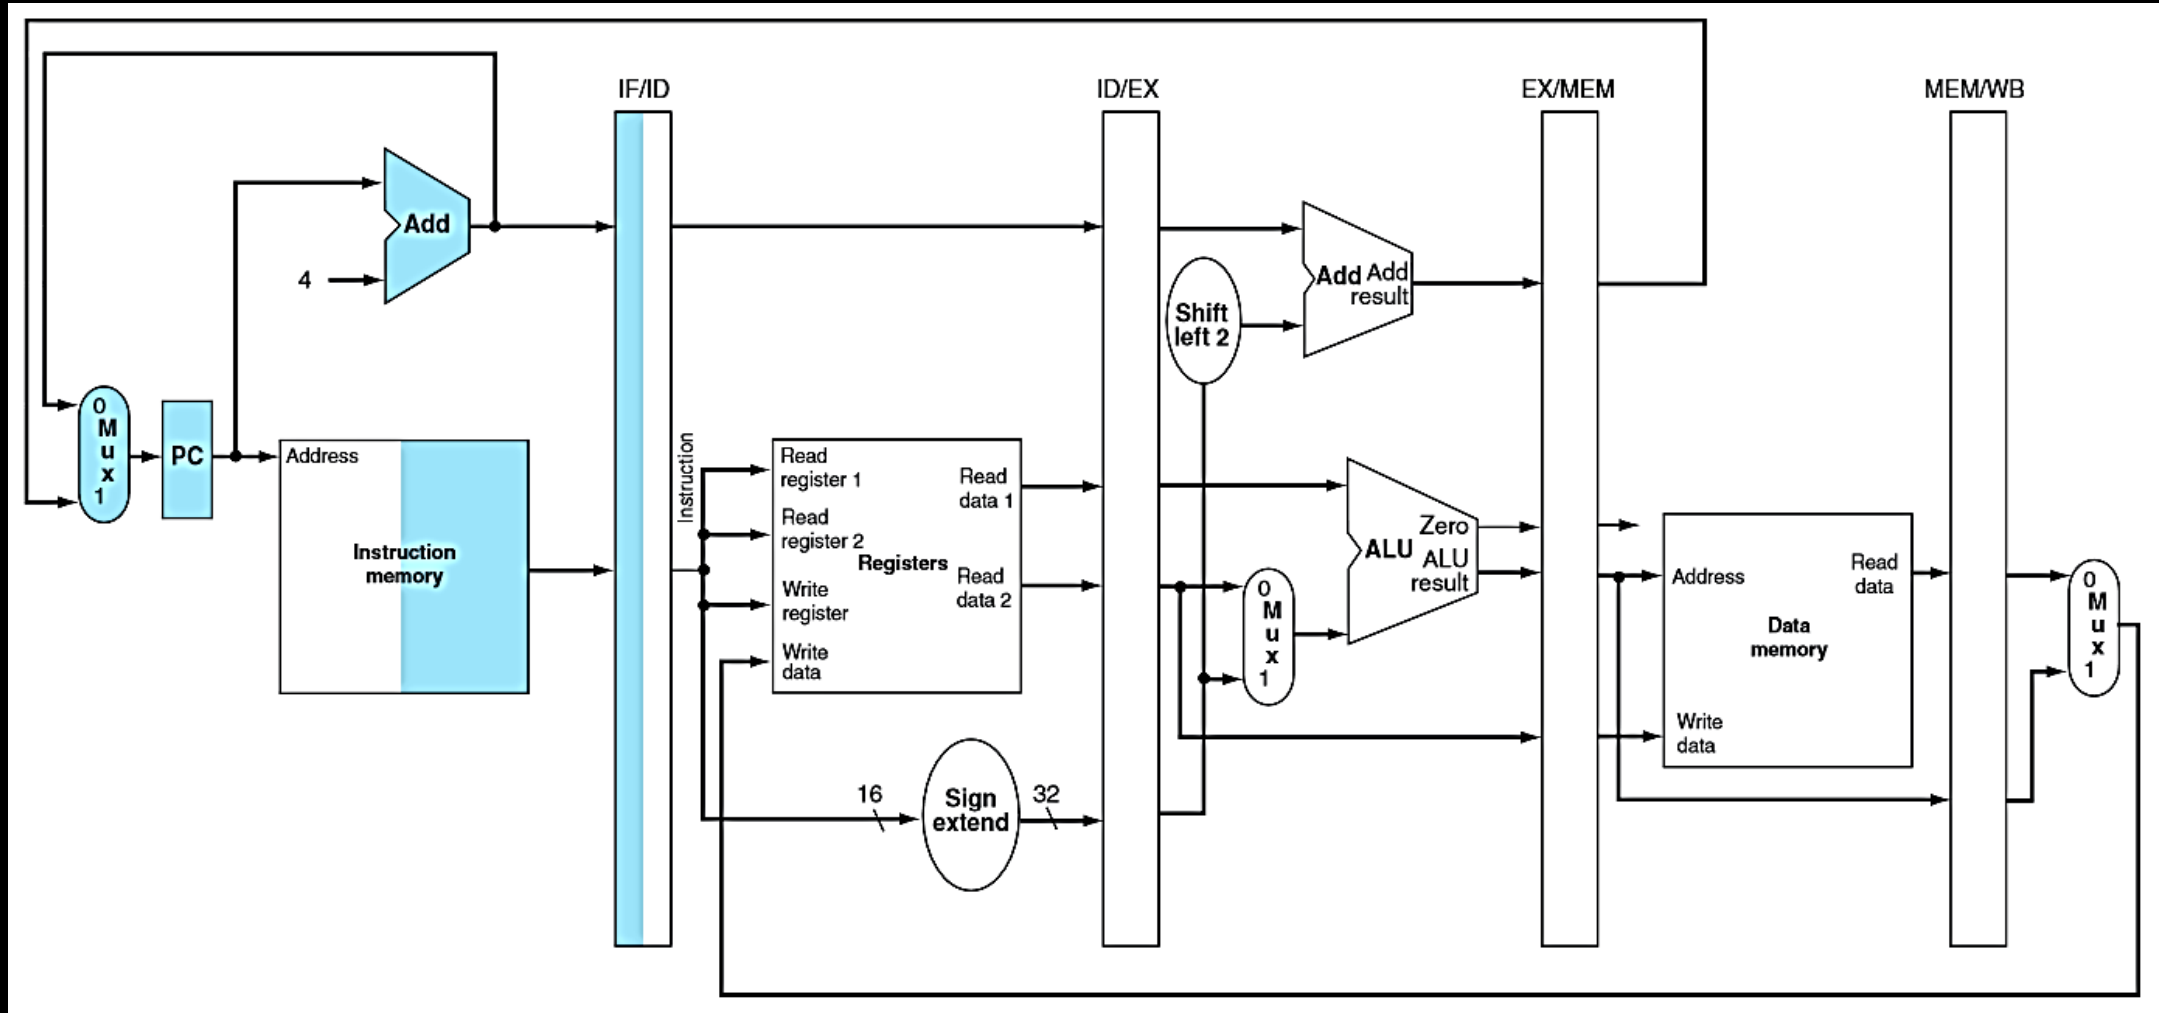 IF/ID
ID/EX
EX/MEM
MEM/WB
Add
4
Add Add
result
Shift
left 2
0
M
u
x
1
PC
Address
Instruction
memory
Instruction
Read
register 1
Read
register 2
Write
register
Write
data
Registers
Read
data 1
Read
data 2
16
Sign
extend
32
0
M
u
x
1
Zero
ALU
ALU
result
Address
Read
data
Data
memory
Write
data
0
M
u
x
1